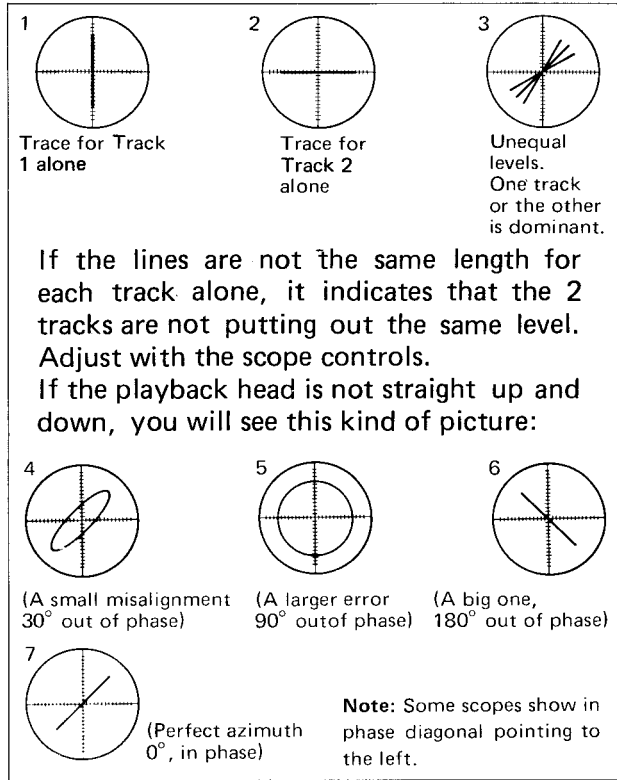 1
2
3
Trace for Track
1 alone
Trace for
Track 2
alone
Unequal
levels.
One track
or the other
is dominant.
If the lines are not the same length for
each track alone, it indicates that the 2
tracks are not putting out the same level.
Adjust with the scope controls.
If the playback head is not straight up and
down, you will see this kind of picture:
4
5
6
(A small misalignment
30° out of phase)
(A larger error
90° outof phase)
(A big one,
180° out of phase)
7
(Perfect azimuth
0°, in phase)
Note: Some scopes show in
phase diagonal pointing to
the left.